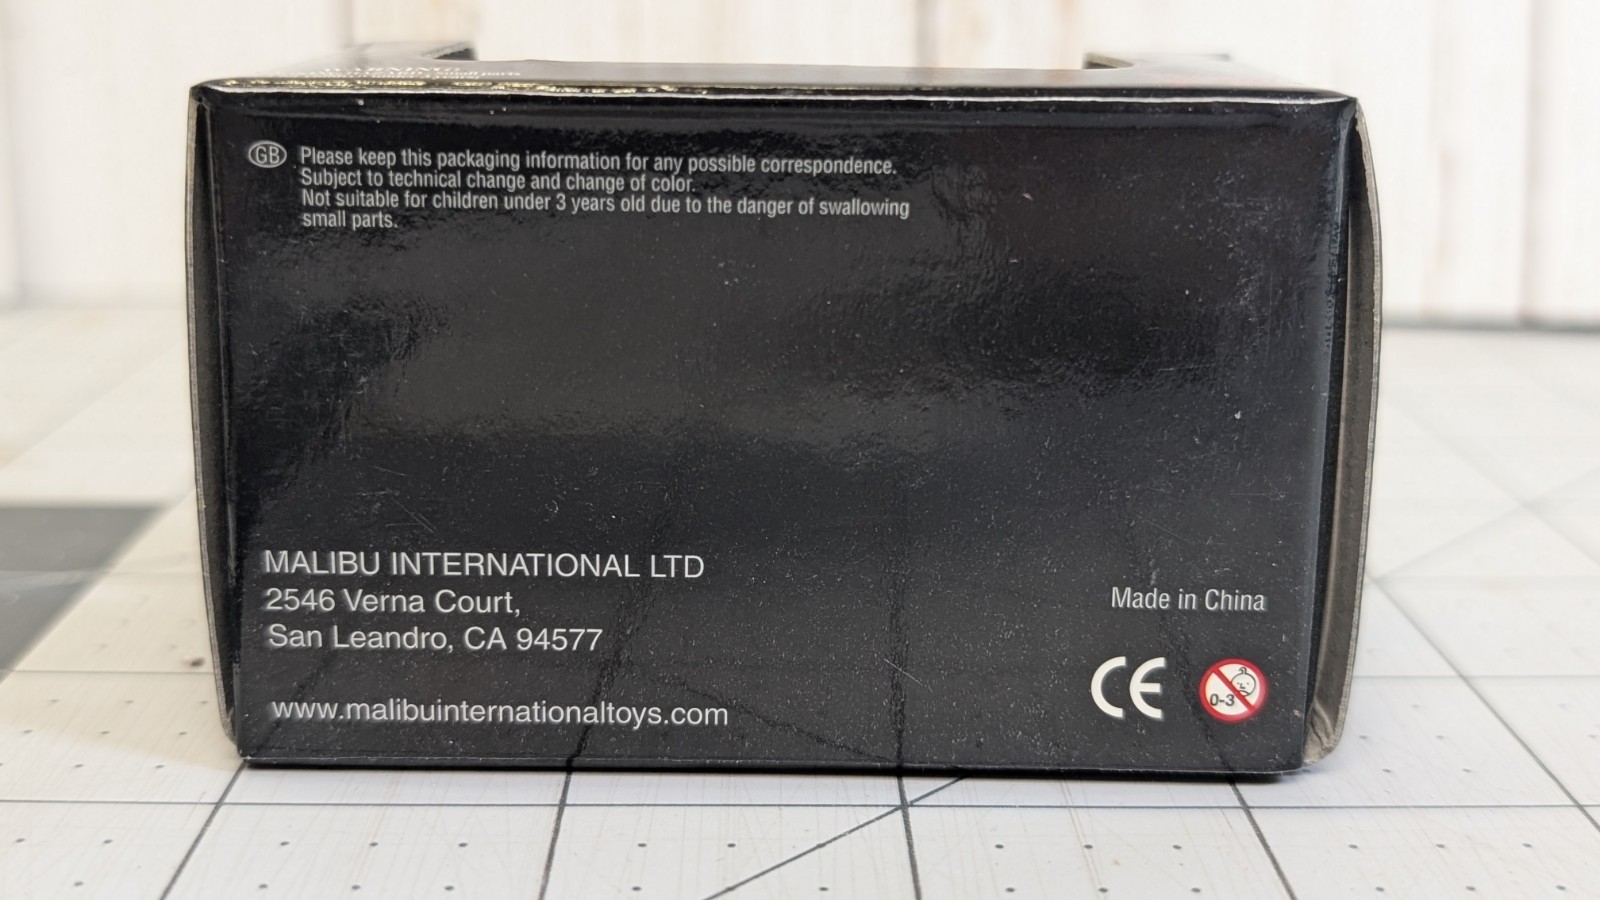 small parts
GB Please keep this packaging information for any possible correspondence.
Subject to technical change and change of color.
Not suitable for children under 3 years old due to the danger of swallowing
small parts.
MALIBU INTERNATIONAL LTD
2546 Verna Court,
San Leandro, CA 94577
www.malibuinternationaltoys.com
Made in China
CE
0-3